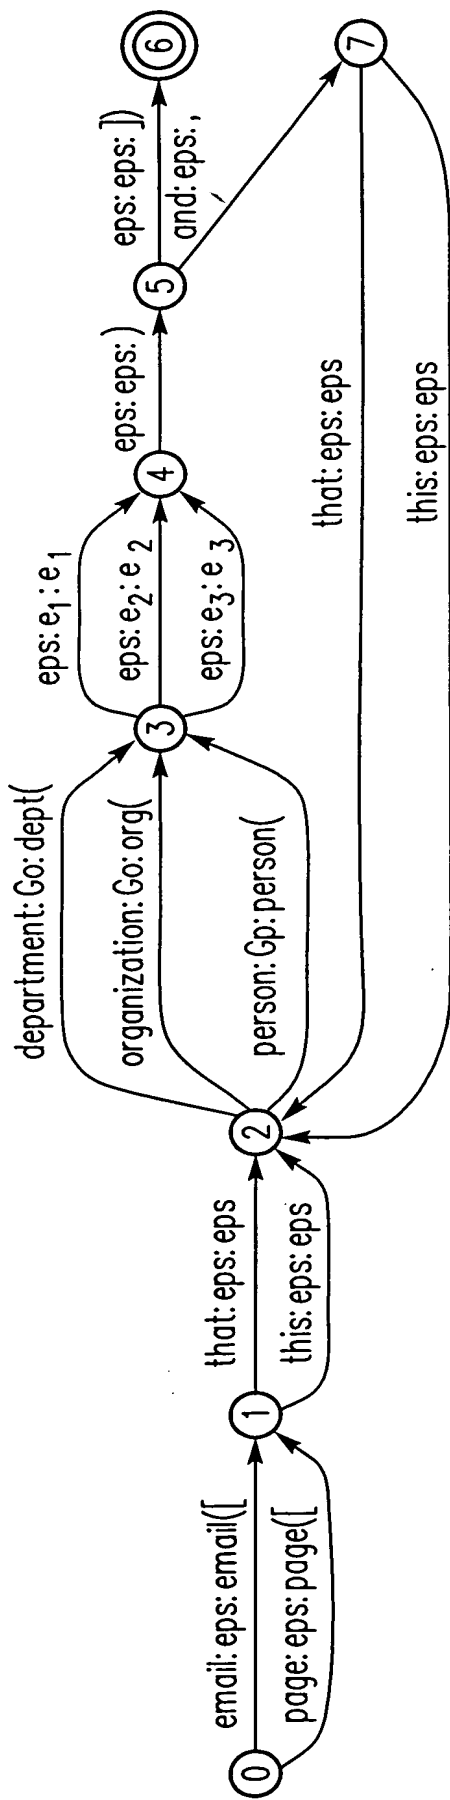 0
email: eps: email([
page: eps: page([
1
that: eps: eps
this: eps: eps
2
department: Go: dept(
organization: Go: org(
person: Gp: person(
3
eps: e1: e1
eps: e2: e2
eps: e3: e3
4
eps: eps: )
5
eps: eps: ])
and: eps: ,
6
7
that: eps: eps
this: eps: eps